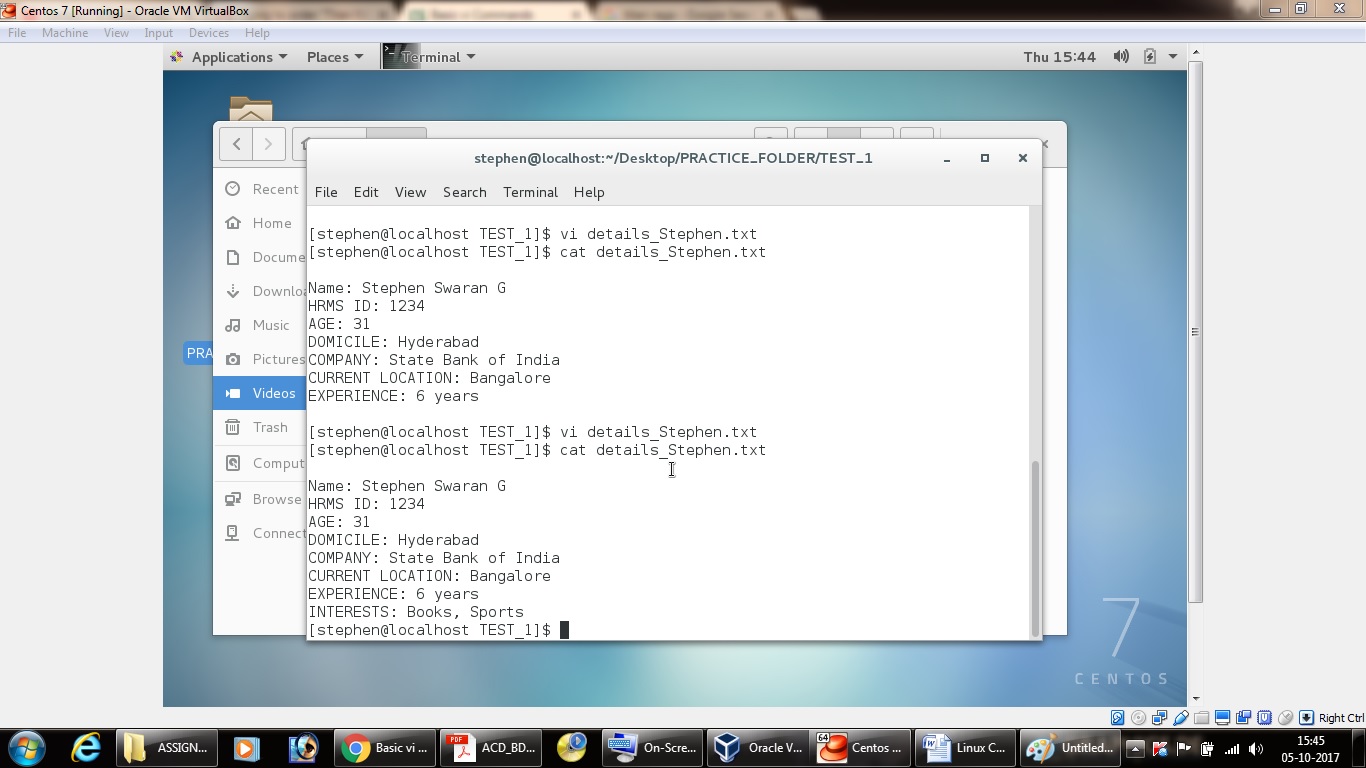 Centos 7 [Running] - Oracle VM VirtualBox
File Machine View Input Devices Help
Applications Places Terminal Thu 15:44
stephen@localhost:~/Desktop/PRACTICE_FOLDER/TEST_1
File Edit View Search Terminal Help
Recent
Home
Docume
Downloa
Music
PRA
Pictures
Videos
Trash
Comput
Browse
Connect
[stephen@localhost TEST_1]$ vi details_Stephen.txt
[stephen@localhost TEST_1]$ cat details_Stephen.txt
Name: Stephen Swaran G
HRMS ID: 1234
AGE: 31
DOMICILE: Hyderabad
COMPANY: State Bank of India
CURRENT LOCATION: Bangalore
EXPERIENCE: 6 years
[stephen@localhost TEST_1]$ vi details_Stephen.txt
[stephen@localhost TEST_1]$ cat details_Stephen.txt
Name: Stephen Swaran G
HRMS ID: 1234
AGE: 31
DOMICILE: Hyderabad
COMPANY: State Bank of India
CURRENT LOCATION: Bangalore
EXPERIENCE: 6 years
INTERESTS: Books, Sports
[stephen@localhost TEST_1]$
7
CENTOS
Right Ctrl
ASSIGN... Basic vi ... ACD_BD... On-Scre... Oracle V... 64 Centos ... Linux C... Untitled... 15:45
05-10-2017